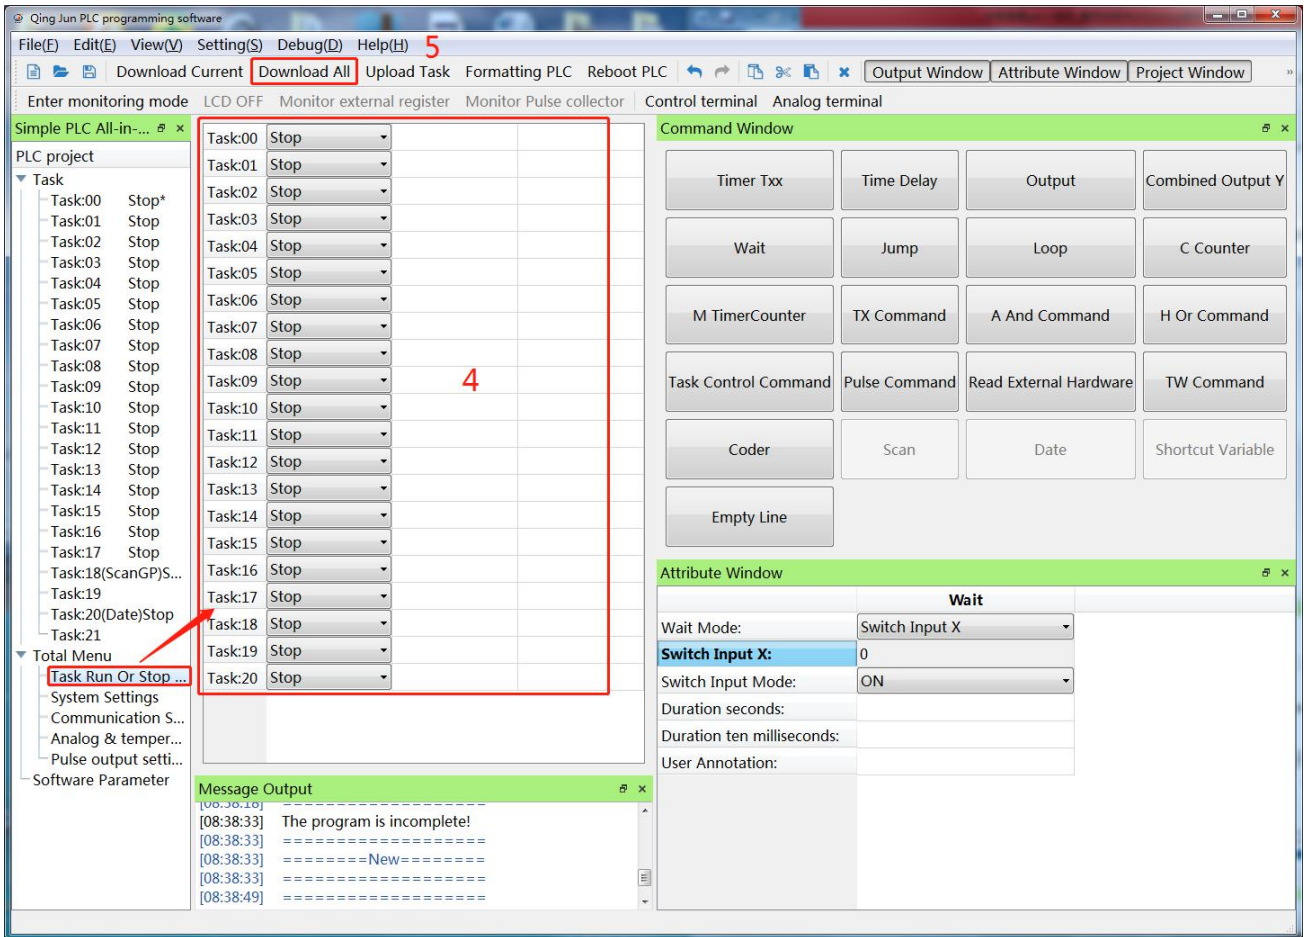 Qing Jun PLC programming software
File(F) Edit(E) View(V) Setting(S) Debug(D) Help(H) 5
Download Current Download All Upload Task Formatting PLC Reboot PLC Output Window Attribute Window Project Window »
Enter monitoring mode LCD OFF Monitor external register Monitor Pulse collector Control terminal Analog terminal
Simple PLC All-in-...
PLC project
Task
Task:00 Stop*
Task:01 Stop
Task:02 Stop
Task:03 Stop
Task:04 Stop
Task:05 Stop
Task:06 Stop
Task:07 Stop
Task:08 Stop
Task:09 Stop
Task:10 Stop
Task:11 Stop
Task:12 Stop
Task:13 Stop
Task:14 Stop
Task:15 Stop
Task:16 Stop
Task:17 Stop
Task:18(ScanGP)S...
Task:19
Task:20(Date)Stop
Task:21
Total Menu
Task Run Or Stop ...
System Settings
Communication S...
Analog & temper...
Pulse output setti...
Software Parameter
Task:00 Stop
Task:01 Stop
Task:02 Stop
Task:03 Stop
Task:04 Stop
Task:05 Stop
Task:06 Stop
Task:07 Stop
Task:08 Stop
Task:09 Stop
4
Task:10 Stop
Task:11 Stop
Task:12 Stop
Task:13 Stop
Task:14 Stop
Task:15 Stop
Task:16 Stop
Task:17 Stop
Task:18 Stop
Task:19 Stop
Task:20 Stop
Message Output
[08:38:18] ===================
[08:38:33] The program is incomplete!
[08:38:33] ===================
[08:38:33] ========New========
[08:38:33] ===================
[08:38:49] ===================
Command Window
Timer Txx Time Delay Output Combined Output Y
Wait Jump Loop C Counter
M TimerCounter TX Command A And Command H Or Command
Task Control Command Pulse Command Read External Hardware TW Command
Coder Scan Date Shortcut Variable
Empty Line
Attribute Window
Wait
Wait Mode: Switch Input X
Switch Input X: 0
Switch Input Mode: ON
Duration seconds:
Duration ten milliseconds:
User Annotation: